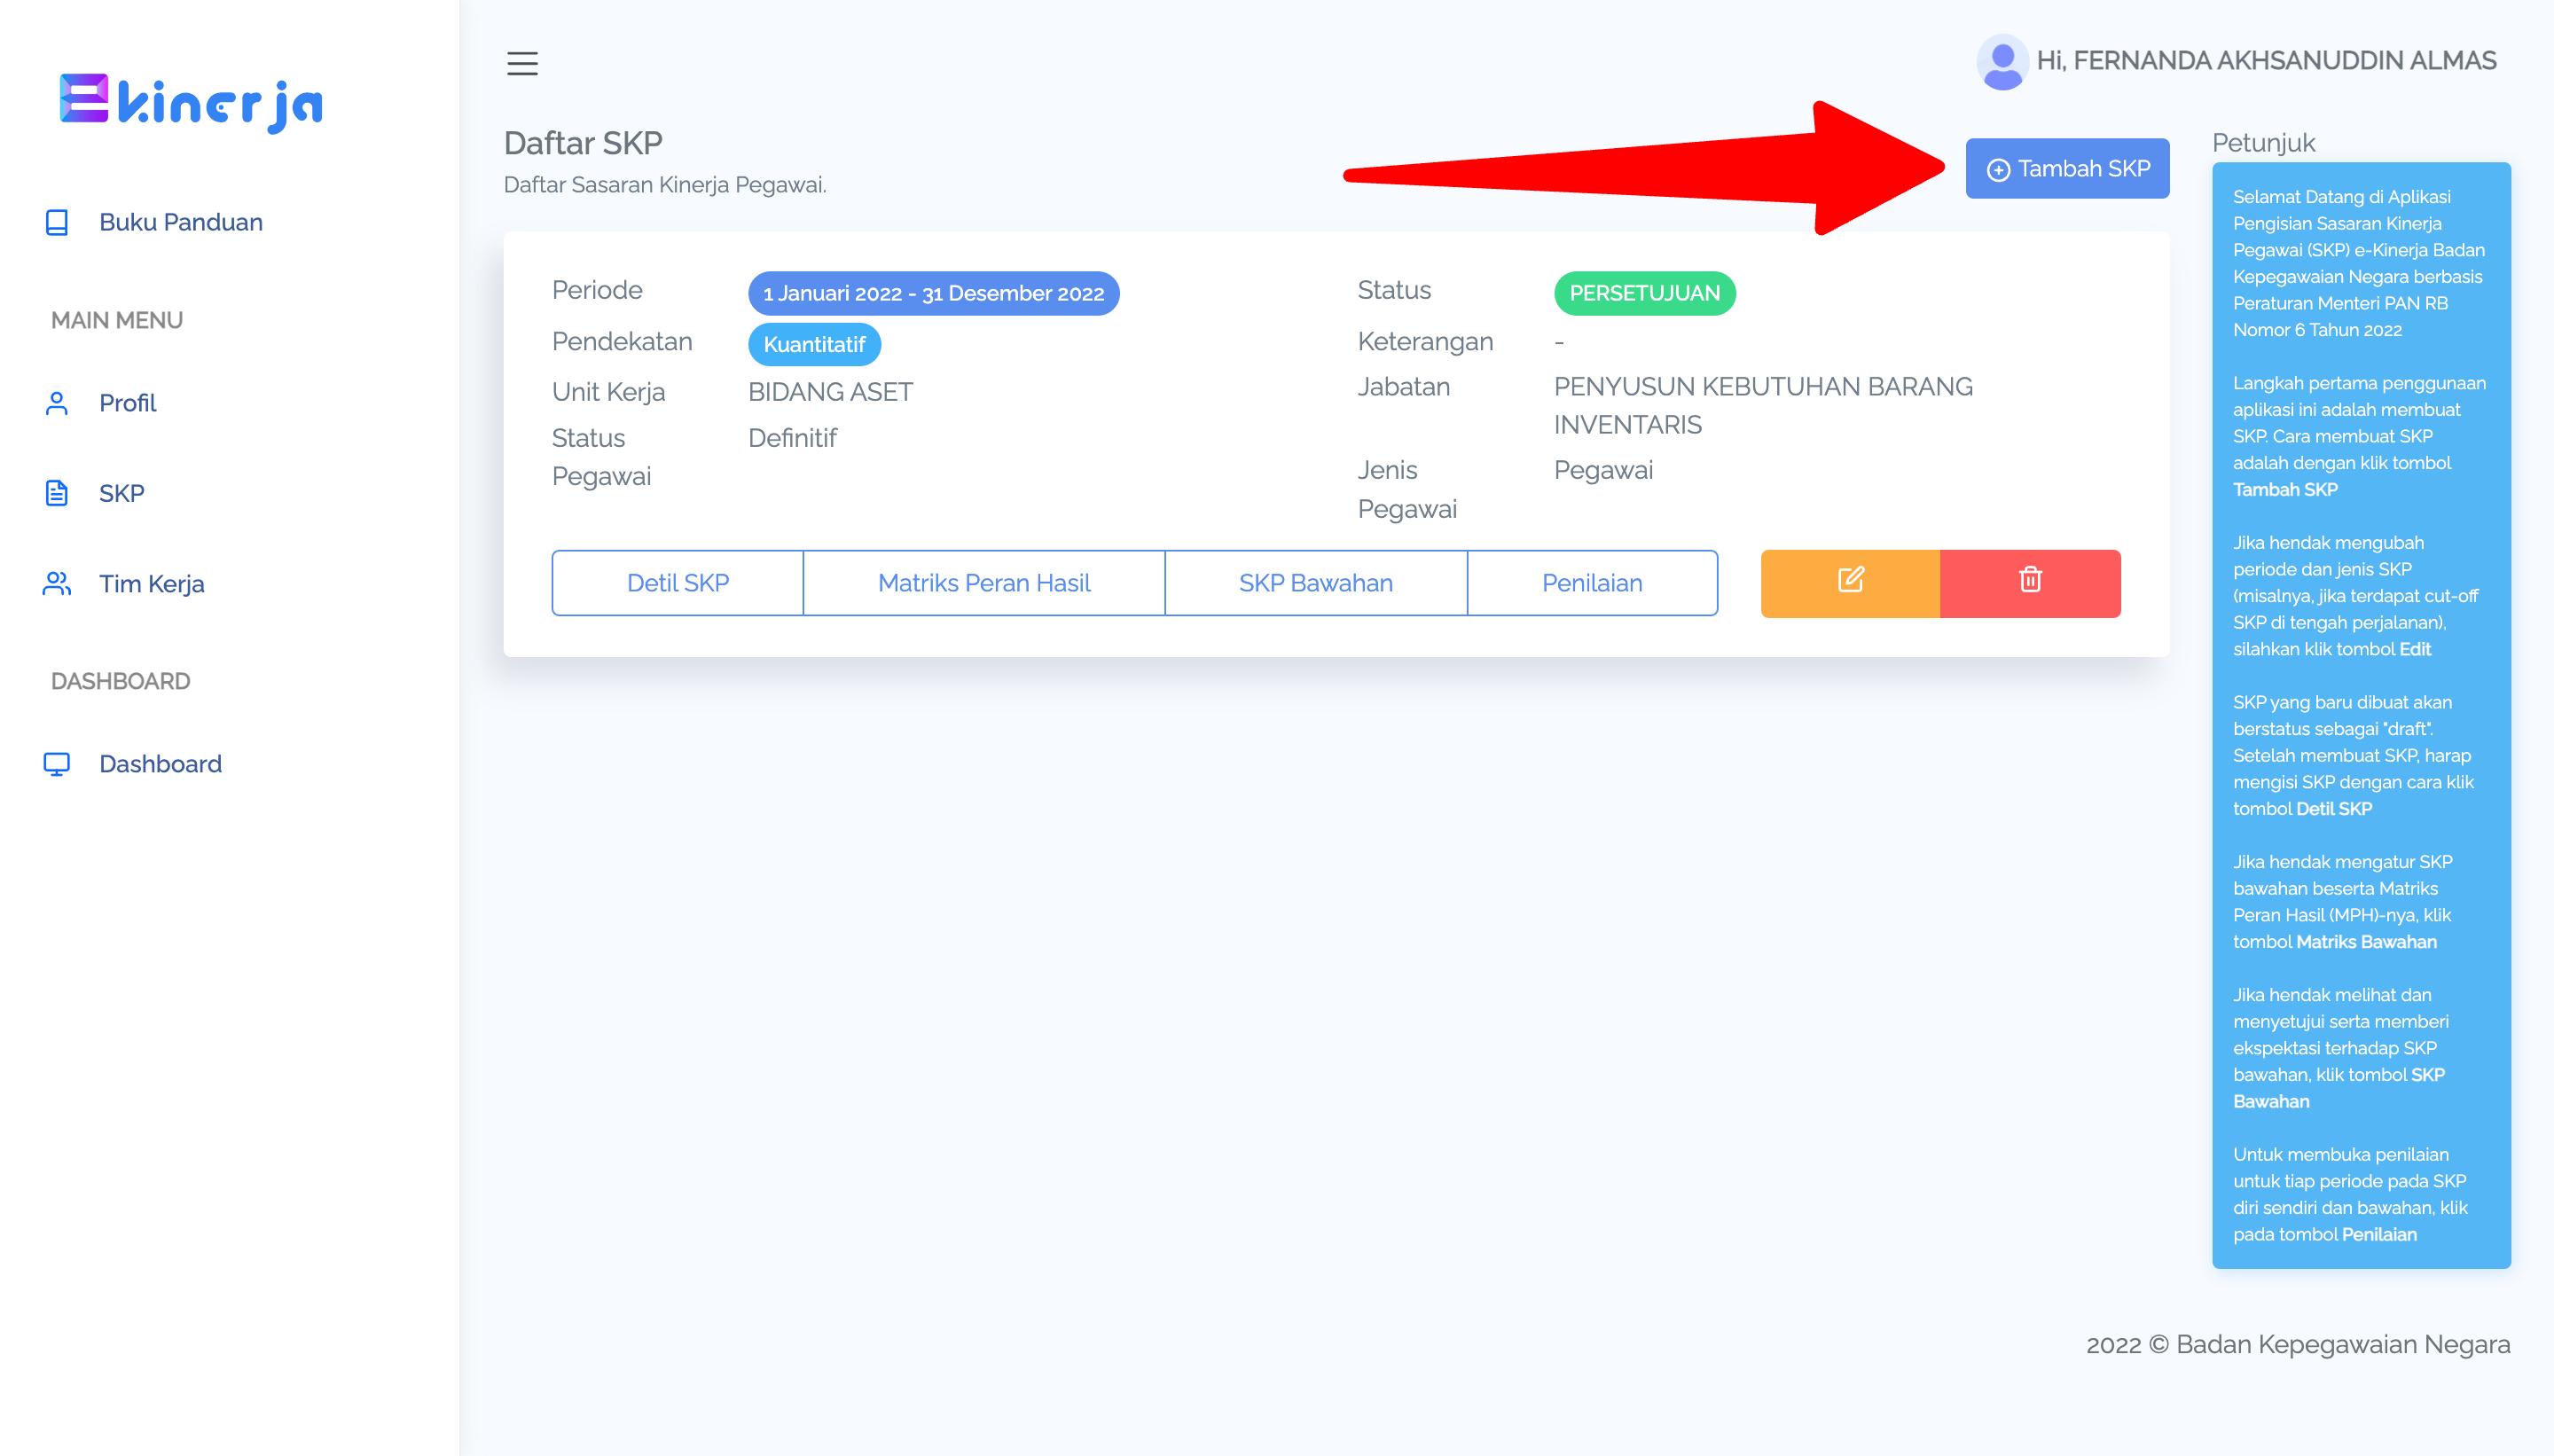 Ekinerja
Buku Panduan
MAIN MENU
Profil
SKP
Tim Kerja
DASHBOARD
Dashboard
Hi, FERNANDA AKHSANUDDIN ALMAS
Daftar SKP
Daftar Sasaran Kinerja Pegawai.
Tambah SKP
Periode
1 Januari 2022 - 31 Desember 2022
Pendekatan
Kuantitatif
Unit Kerja
BIDANG ASET
Status
Pegawai
Definitif
Status
PERSETUJUAN
Keterangan
-
Jabatan
PENYUSUN KEBUTUHAN BARANG
INVENTARIS
Jenis
Pegawai
Pegawai
Detil SKP
Matriks Peran Hasil
SKP Bawahan
Penilaian
Petunjuk
Selamat Datang di Aplikasi
Pengisian Sasaran Kinerja
Pegawai (SKP) e-Kinerja Badan
Kepegawaian Negara berbasis
Peraturan Menteri PAN RB
Nomor 6 Tahun 2022
Langkah pertama penggunaan
aplikasi ini adalah membuat
SKP. Cara membuat SKP
adalah dengan klik tombol
Tambah SKP
Jika hendak mengubah
periode dan jenis SKP
(misalnya, jika terdapat cut-off
SKP di tengah perjalanan),
silahkan klik tombol Edit
SKP yang baru dibuat akan
berstatus sebagai "draft".
Setelah membuat SKP, harap
mengisi SKP dengan cara klik
tombol Detil SKP
Jika hendak mengatur SKP
bawahan beserta Matriks
Peran Hasil (MPH)-nya, klik
tombol Matriks Bawahan
Jika hendak melihat dan
menyetujui serta memberi
ekspektasi terhadap SKP
bawahan, klik tombol SKP
Bawahan
Untuk membuka penilaian
untuk tiap periode pada SKP
diri sendiri dan bawahan, klik
pada tombol Penilaian
2022 © Badan Kepegawaian Negara